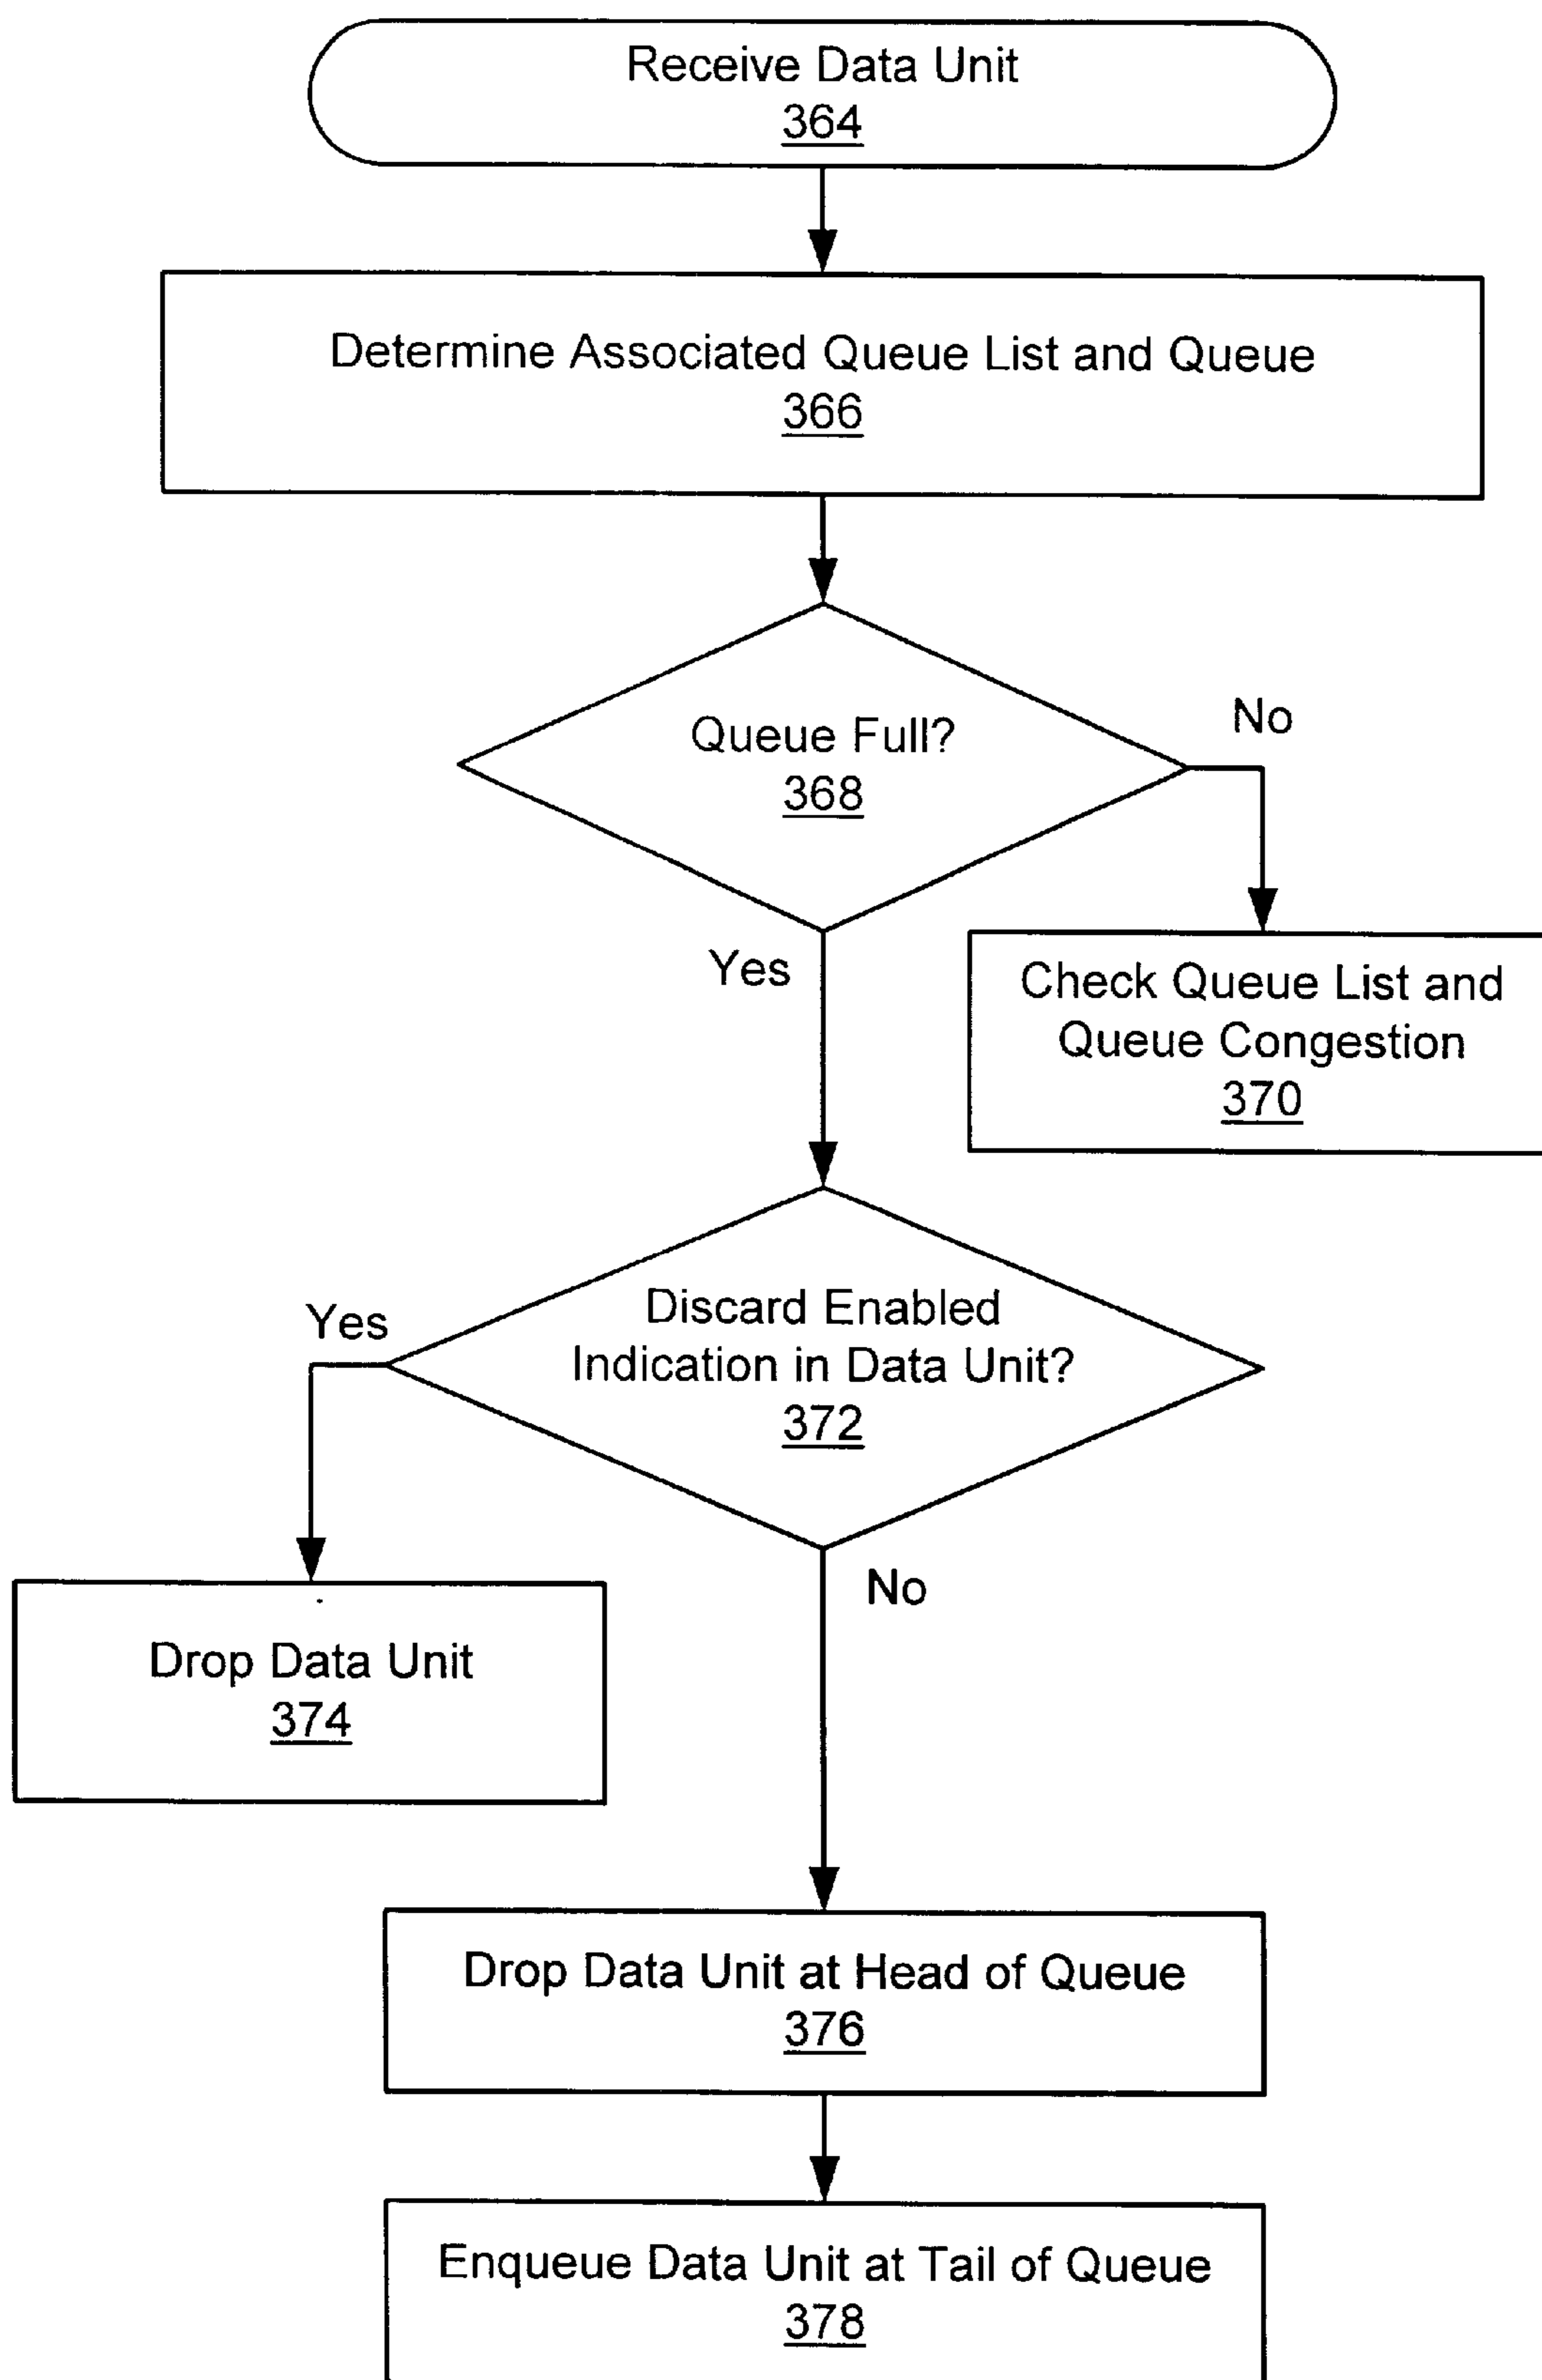 Receive Data Unit
364
Determine Associated Queue List and Queue
366
Queue Full?
368
No
Yes
Check Queue List and
Queue Congestion
370
Discard Enabled
Indication in Data Unit?
372
Yes
No
Drop Data Unit
374
Drop Data Unit at Head of Queue
376
Enqueue Data Unit at Tail of Queue
378